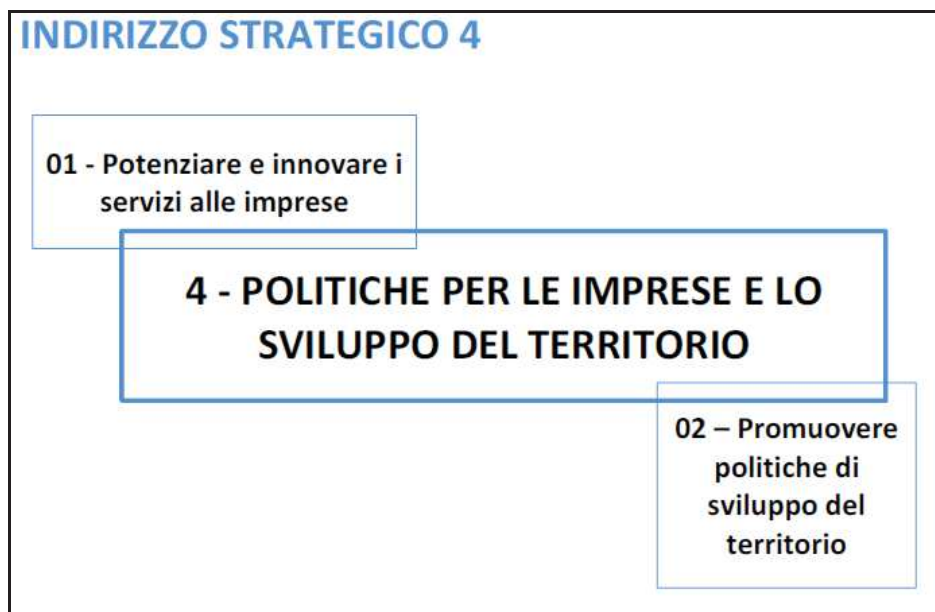 INDIRIZZO STRATEGICO 4
01 - Potenziare e innovare i
servizi alle imprese
4 - POLITICHE PER LE IMPRESE E LO
SVILUPPO DEL TERRITORIO
02 – Promuovere
politiche di
sviluppo del
territorio